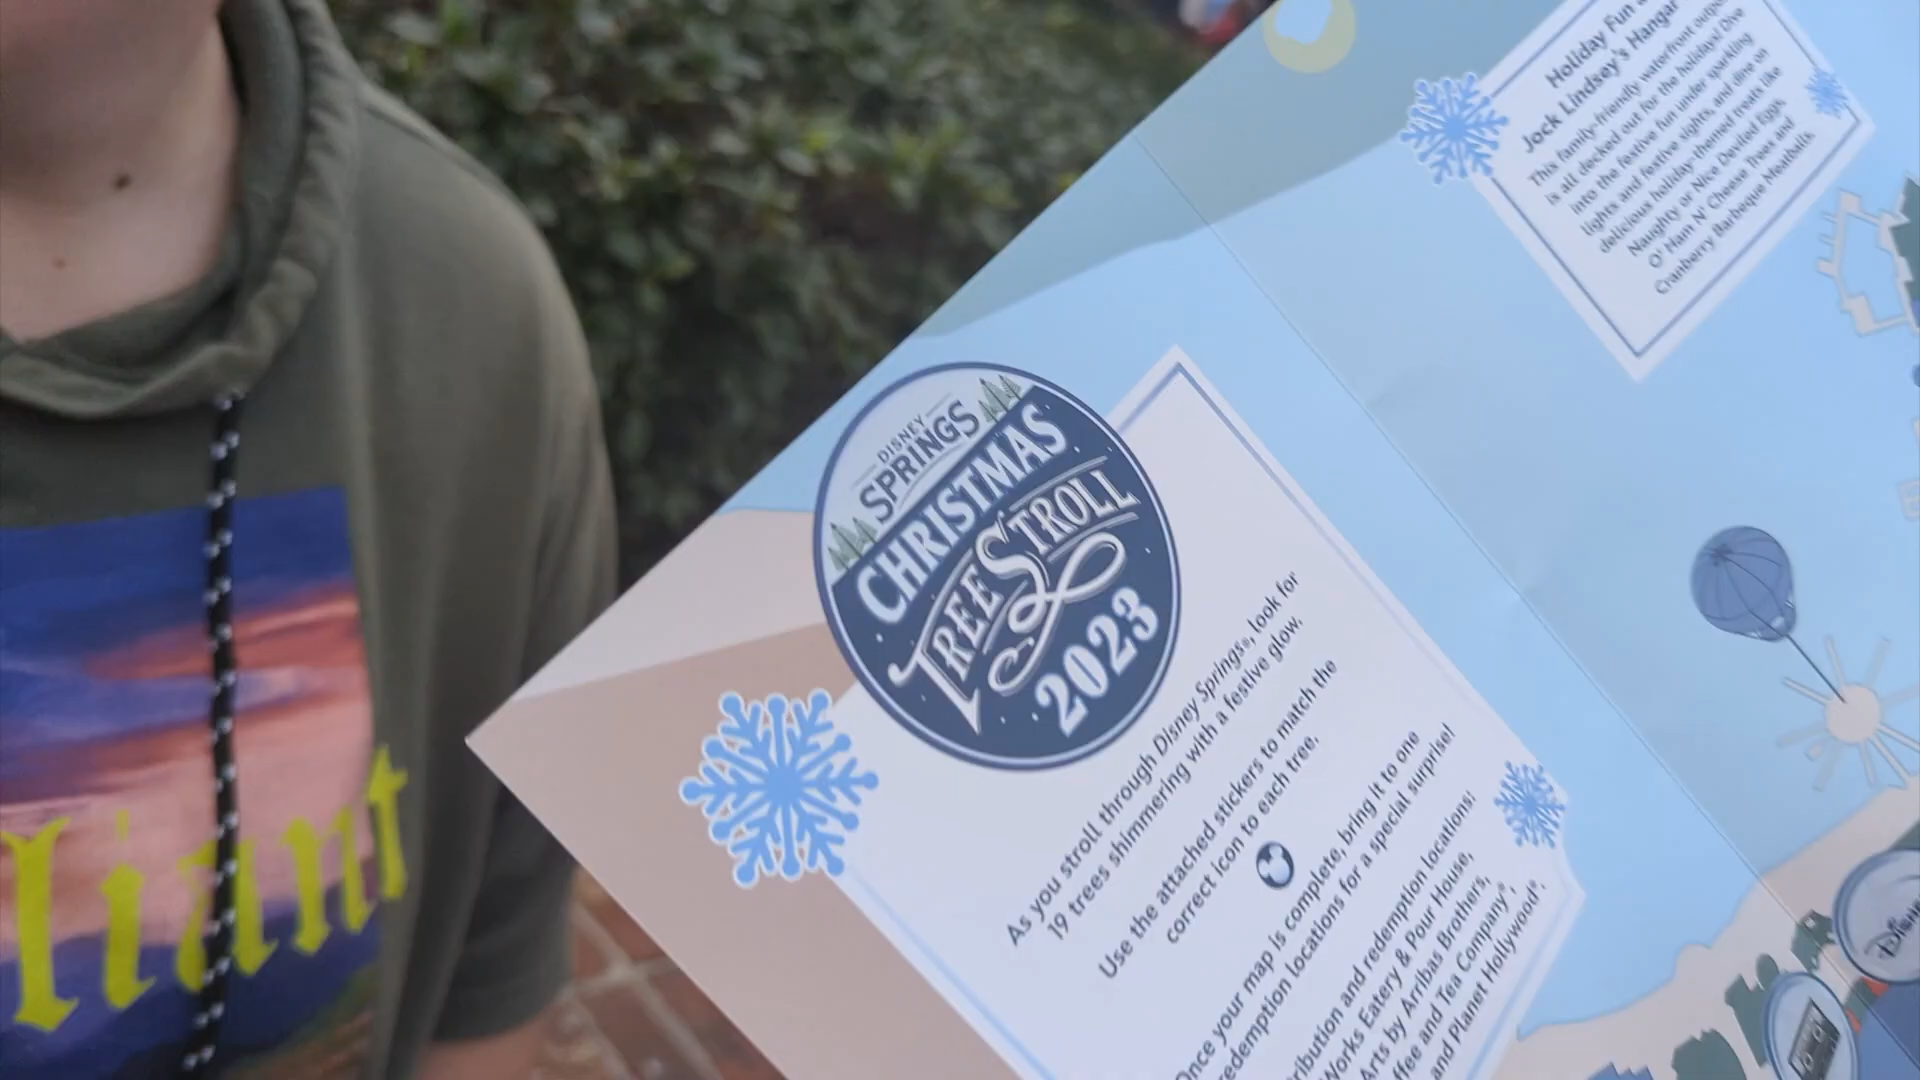 Holiday Fun
Jock Lindsey's Hangar
This family-friendly waterfront
is all decked out for the holidays! Dive
into the festive fun under sparkling
lights and festive sights, and dine on
delicious holiday-themed treats like
Naughty or Nice Deviled Eggs,
O' Ham N' Cheese Trees and
Cranberry Barbeque Meatballs.
DISNEY
SPRINGS
CHRISTMAS
TREE STROLL
2023
As you stroll through Disney Springs®, look for
19 trees shimmering with a festive glow.
Use the attached stickers to match the
correct icon to each tree.
Once your map is complete, bring it to one
redemption locations for a special surprise!
and redemption locations:
Works Eatery & Pour House,
Arts by Arribas Brothers,
and Tea Company®,
and Planet Hollywood®.
liant